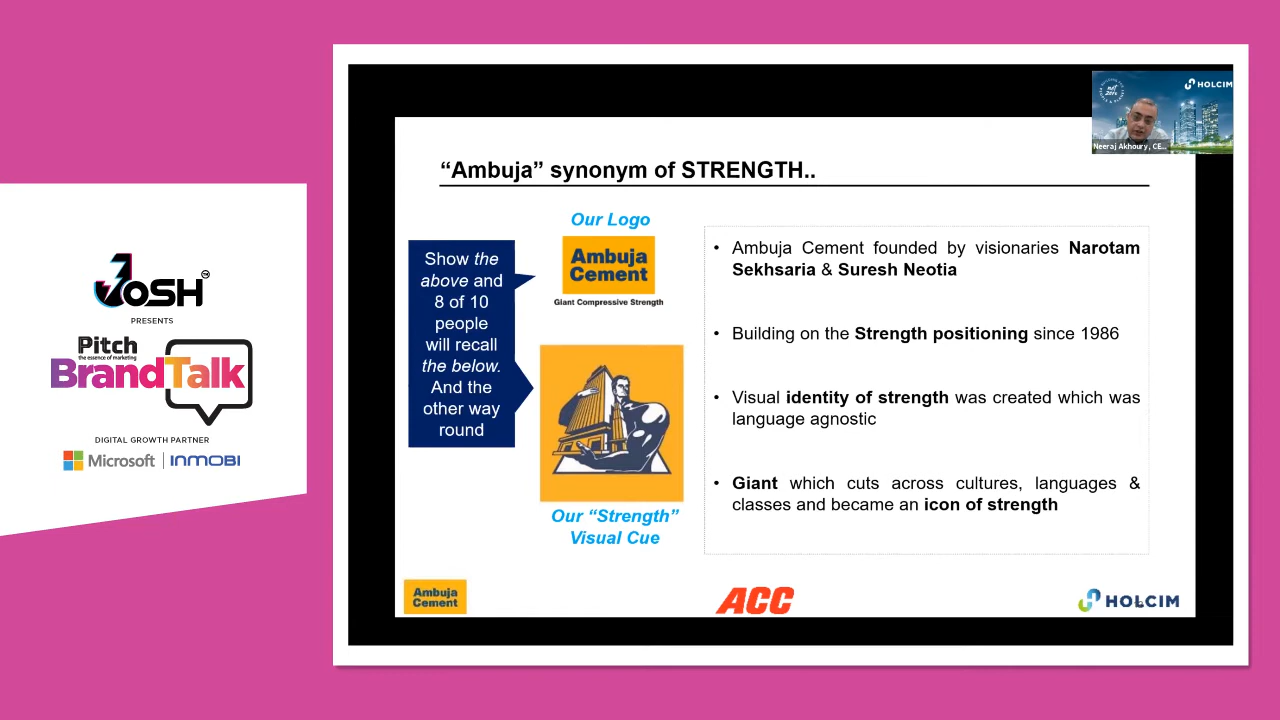 JOSH
PRESENTS
Pitch
the essence of marketing
BrandTalk
DIGITAL GROWTH PARTNER
Microsoft | INMOBI
HOLCIM
Neeraj Akhoury, CE...
“Ambuja” synonym of STRENGTH..
Show the
above and
8 of 10
people
will recall
the below.
And the
other way
round
Our Logo
Ambuja
Cement
Giant Compressive Strength
Our “Strength”
Visual Cue
• Ambuja Cement founded by visionaries Narotam
Sekhsaria & Suresh Neotia
• Building on the Strength positioning since 1986
• Visual identity of strength was created which was
language agnostic
• Giant which cuts across cultures, languages &
classes and became an icon of strength
Ambuja
Cement
ACC
HOLCIM